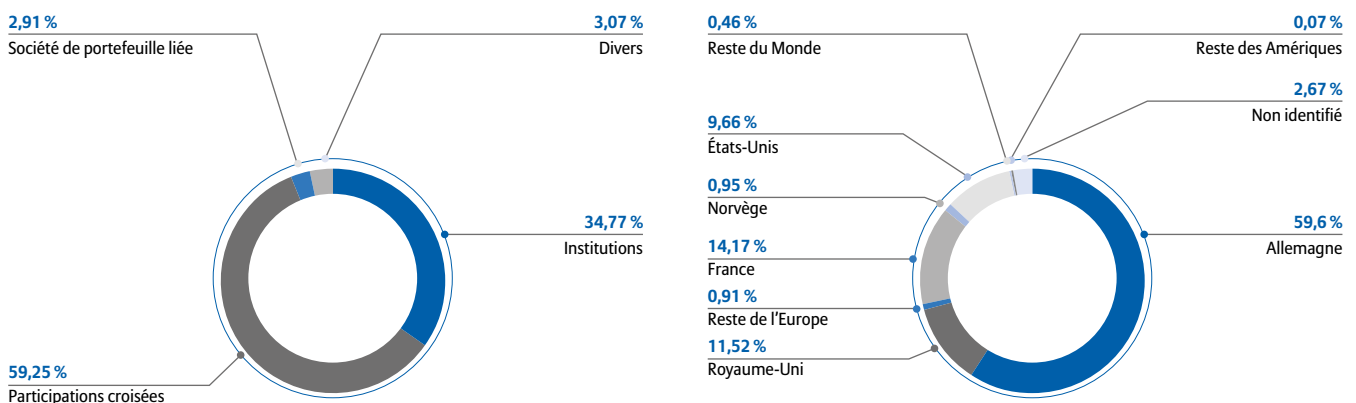 2,91 %
Société de portefeuille liée
3,07 %
Divers
34,77 %
Institutions
59,25 %
Participations croisées
0,46 %
Reste du Monde
0,07 %
Reste des Amériques
2,67 %
Non identifié
9,66 %
États-Unis
0,95 %
Norvège
59,6 %
Allemagne
14,17 %
France
0,91 %
Reste de l'Europe
11,52 %
Royaume-Uni